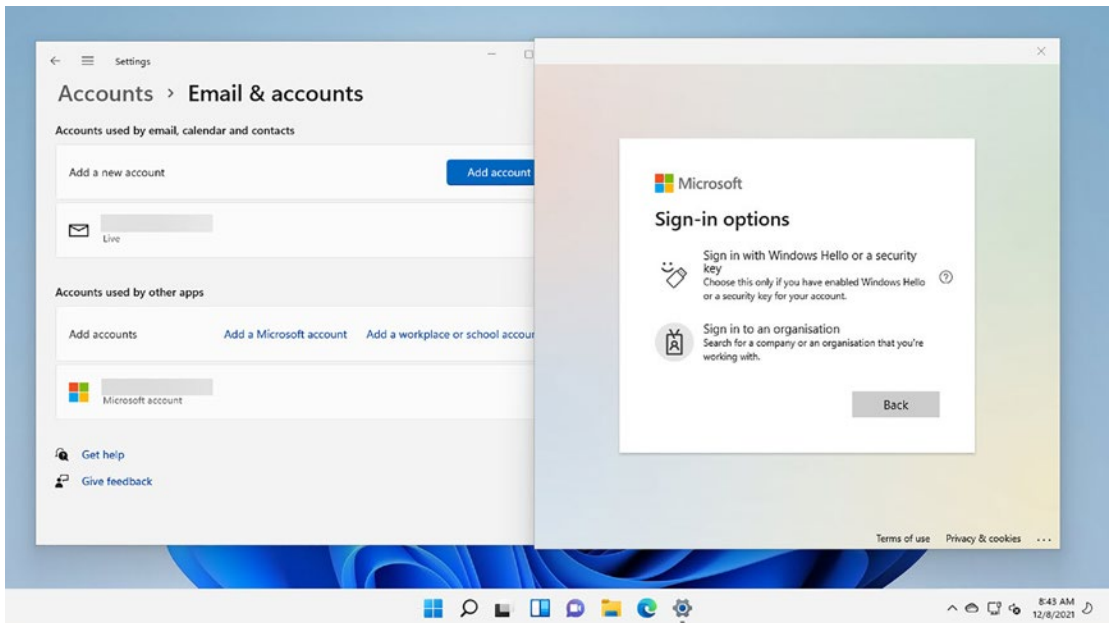 Settings
Accounts > Email & accounts
Accounts used by email, calendar and contacts
Add a new account
Add account
Live
Accounts used by other apps
Add accounts
Add a Microsoft account
Add a workplace or school accour
Microsoft account
Get help
Give feedback
Microsoft
Sign-in options
Sign in with Windows Hello or a security
key
Choose this only if you have enabled Windows Hello
or a security key for your account.
Sign in to an organisation
Search for a company or an organisation that you're
working with.
Back
Terms of use
Privacy & cookies
8:43 AM
12/8/2021